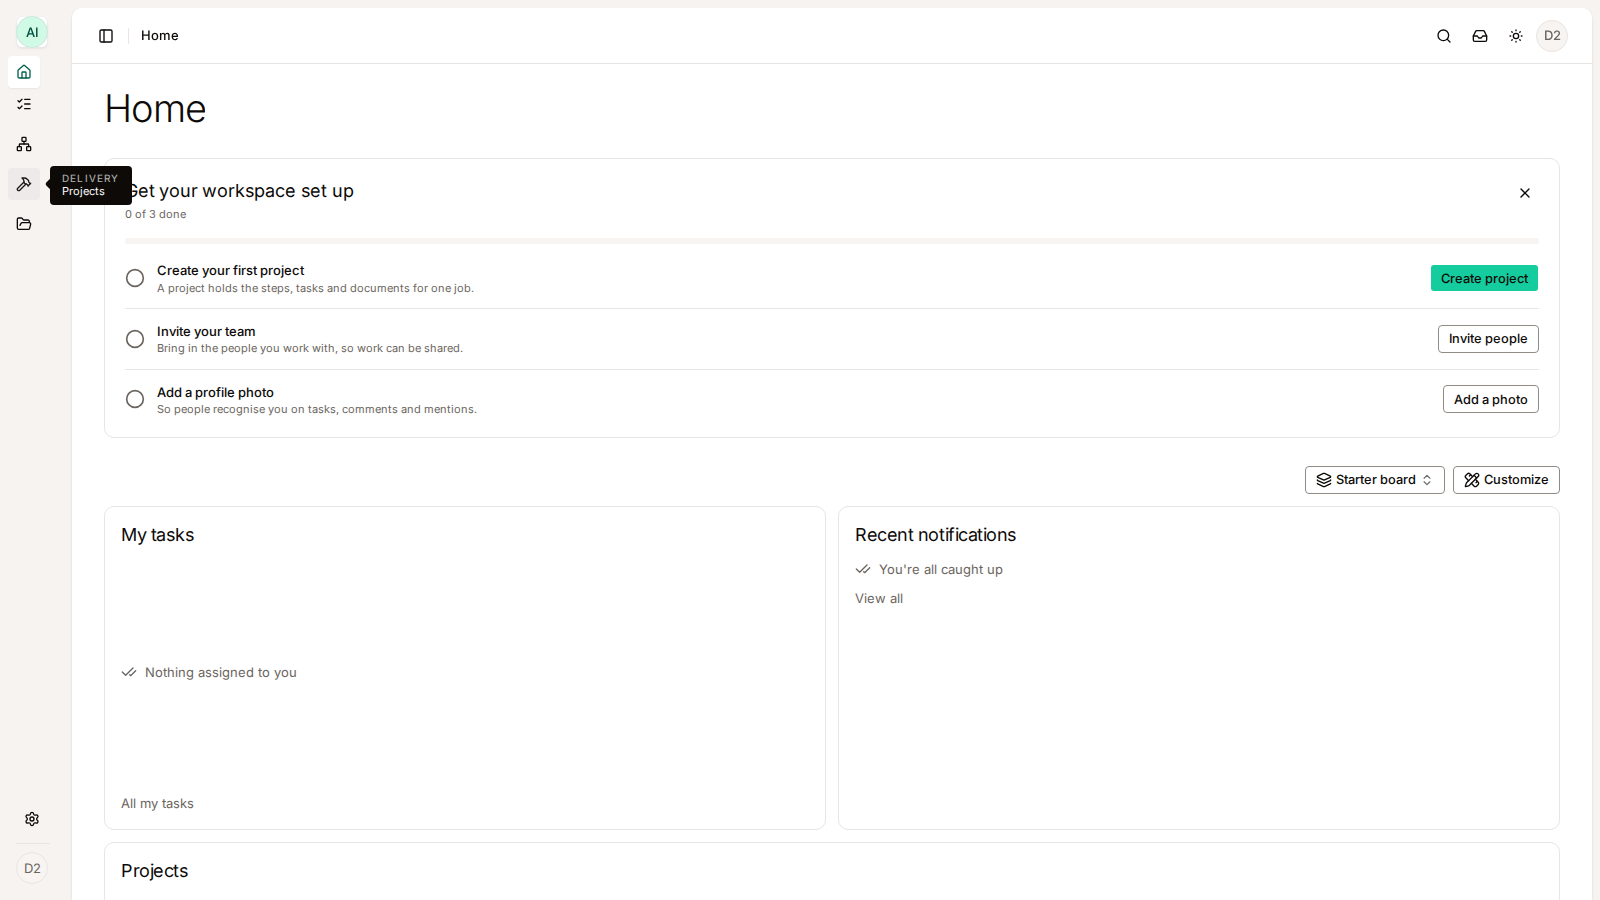 AI
Home
D2
Home
DELIVERY
Projects
Get your workspace set up
0 of 3 done
Create your first project
A project holds the steps, tasks and documents for one job.
Create project
Invite your team
Bring in the people you work with, so work can be shared.
Invite people
Add a profile photo
So people recognise you on tasks, comments and mentions.
Add a photo
Starter board
Customize
My tasks
Nothing assigned to you
All my tasks
Recent notifications
You're all caught up
View all
Projects
D2